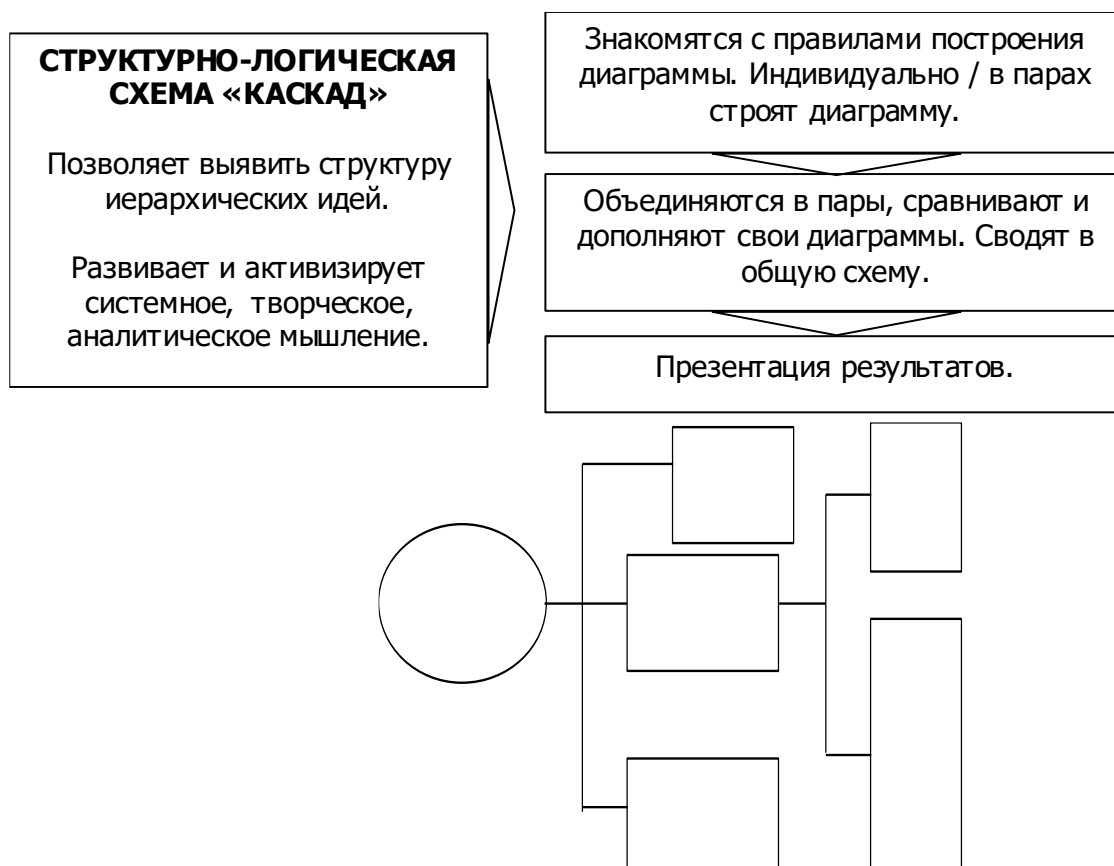 СТРУКТУРНО-ЛОГИЧЕСКАЯ
СХЕМА «КАСКАД»
Позволяет выявить структуру
иерархических идей.
Развивает и активизирует
системное, творческое,
аналитическое мышление.
Знакомятся с правилами построения
диаграммы. Индивидуально / в парах
строят диаграмму.
Объединяются в пары, сравнивают и
дополняют свои диаграммы. Сводят в
общую схему.
Презентация результатов.